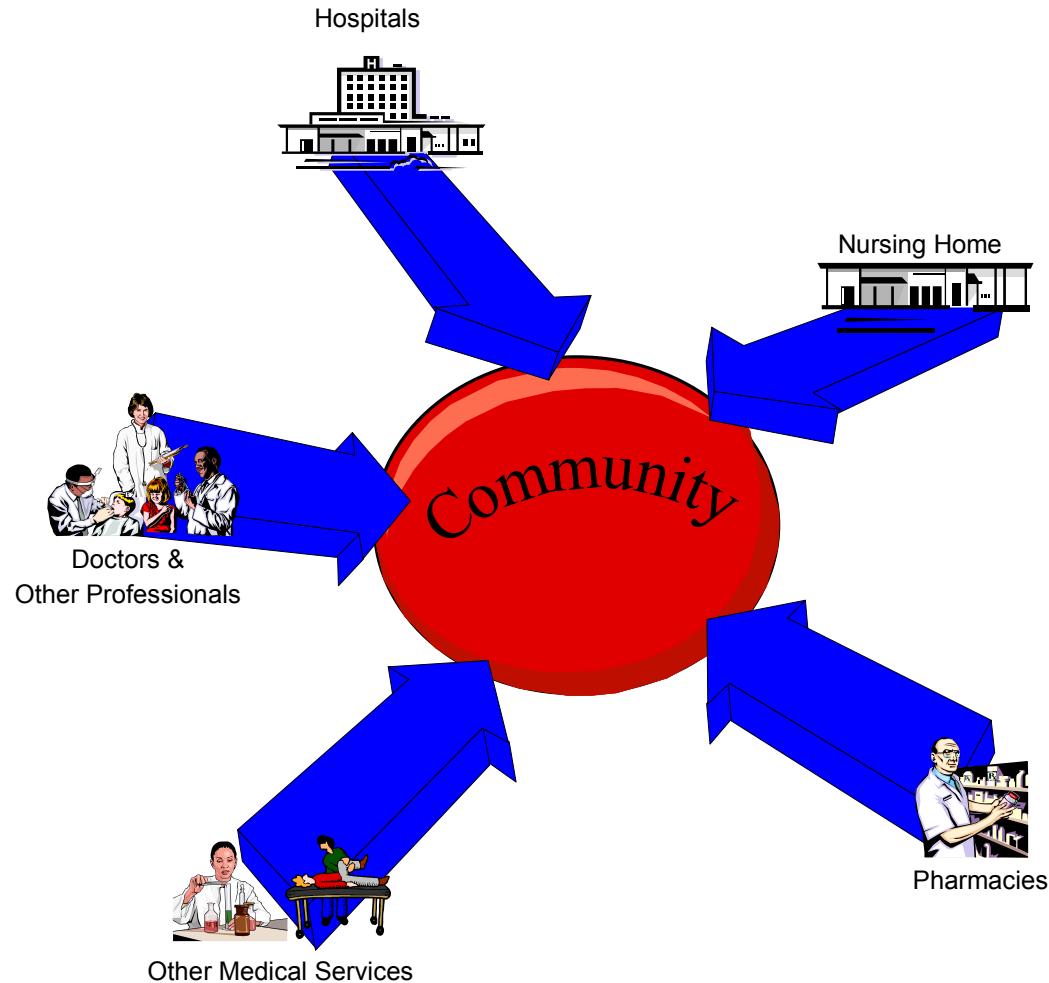 Hospitals
Nursing Home
Community
Doctors &
Other Professionals
Pharmacies
Other Medical Services